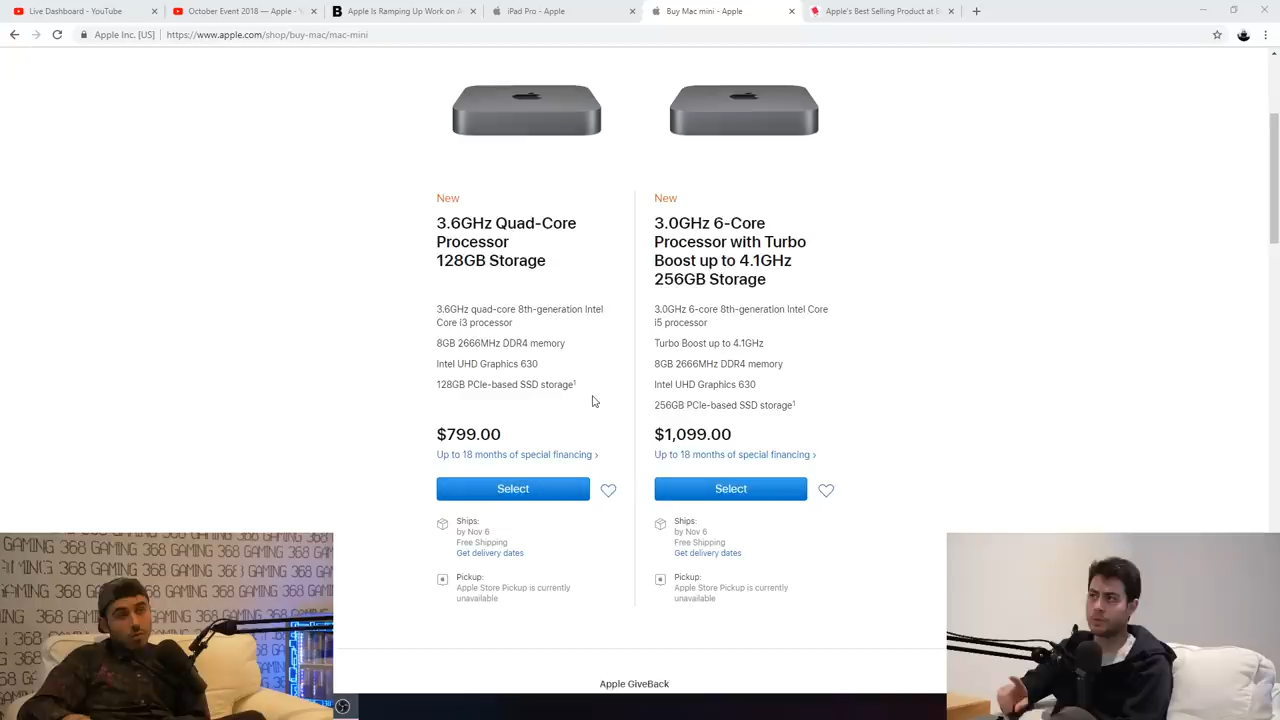 Live Dashboard - YouTube
October Event 2018 — Apple -
Apple Is Ramping Up Work on
iPad Pro - Apple
Buy Mac mini - Apple
Apple's Best Selling Product at
Apple Inc. [US] https://www.apple.com/shop/buy-mac/mac-mini
New
3.6GHz Quad-Core
Processor
128GB Storage
3.6GHz quad-core 8th-generation Intel
Core i3 processor
8GB 2666MHz DDR4 memory
Intel UHD Graphics 630
128GB PCIe-based SSD storage1
$799.00
Up to 18 months of special financing ›
Select
Ships:
by Nov 6
Free Shipping
Get delivery dates
Pickup:
Apple Store Pickup is currently
unavailable
New
3.0GHz 6-Core
Processor with Turbo
Boost up to 4.1GHz
256GB Storage
3.0GHz 6-core 8th-generation Intel Core
i5 processor
Turbo Boost up to 4.1GHz
8GB 2666MHz DDR4 memory
Intel UHD Graphics 630
256GB PCIe-based SSD storage1
$1,099.00
Up to 18 months of special financing ›
Select
Ships:
by Nov 6
Free Shipping
Get delivery dates
Pickup:
Apple Store Pickup is currently
unavailable
Apple GiveBack
GAMING 368 GAMING 368 GAMING 368